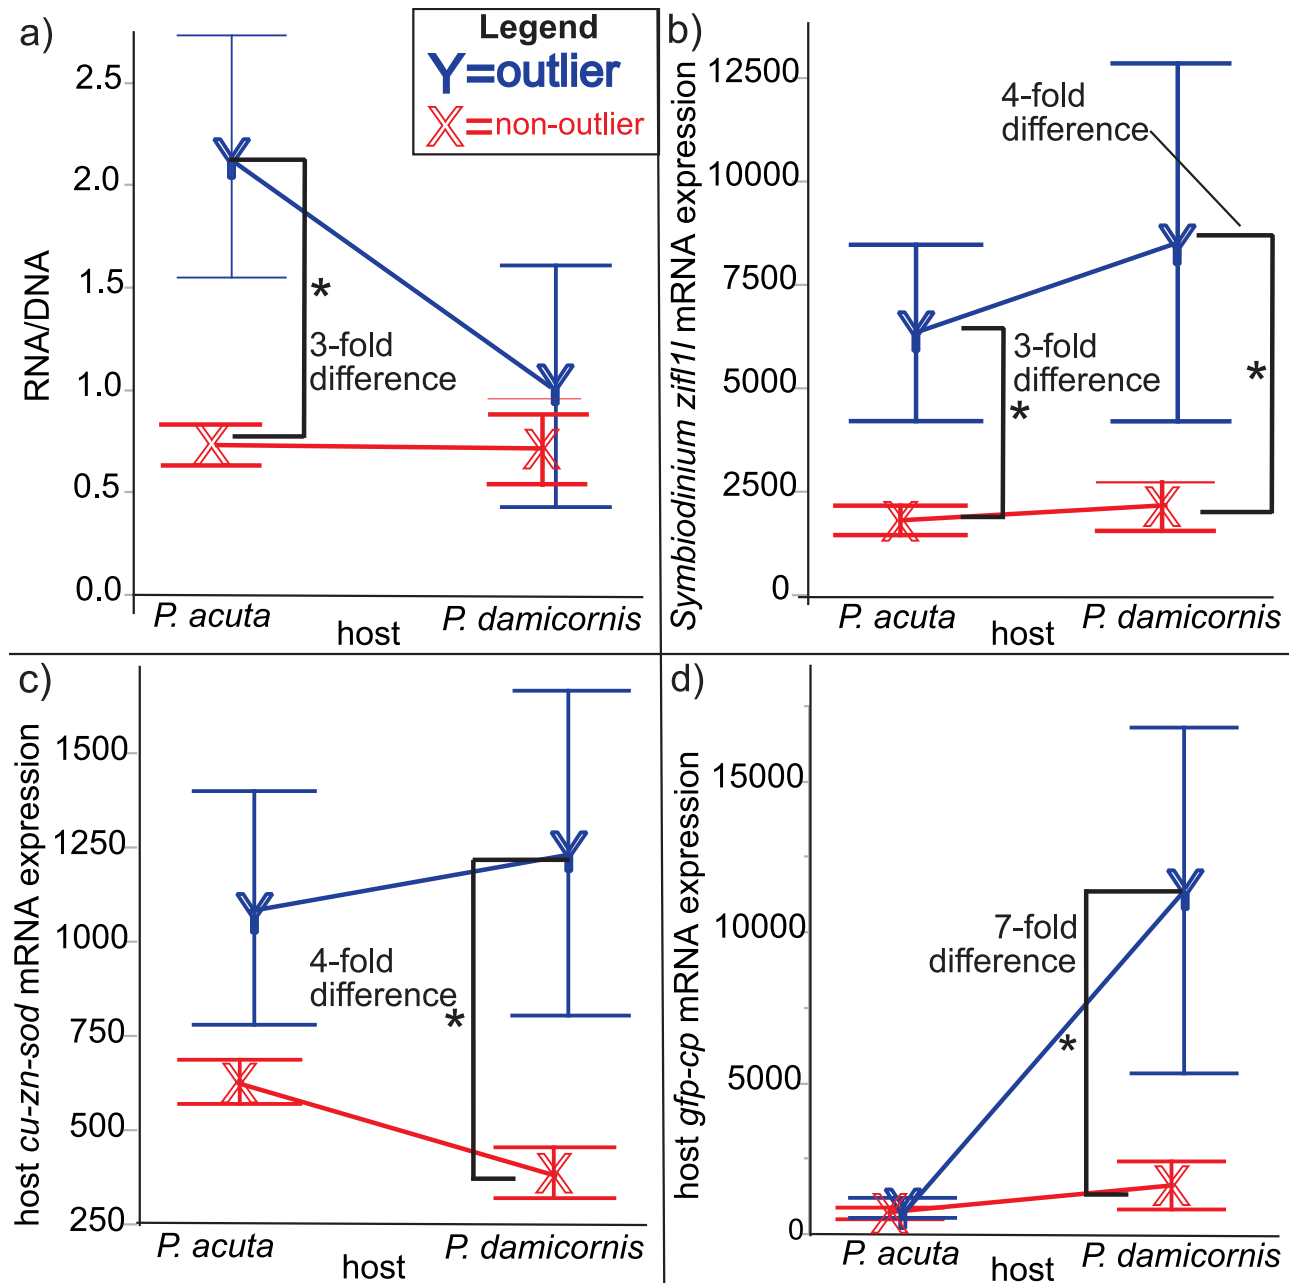 a)
Legend
Y=outlier
X=non-outlier
RNA/DNA
2.5
2.0
1.5
1.0
0.5
0.0
*
3-fold
difference
P. acuta
host
P. damicornis
b)
Symbiodinium zifl1l mRNA expression
12500
10000
7500
5000
2500
0
4-fold
difference
3-fold
difference
*
*
P. acuta
host
P. damicornis
c)
host cu-zn-sod mRNA expression
1500
1250
1000
750
500
250
4-fold
difference
*
P. acuta
host
P. damicornis
d)
host gfp-cp mRNA expression
15000
10000
5000
0
7-fold
difference
*
P. acuta
host
P. damicornis